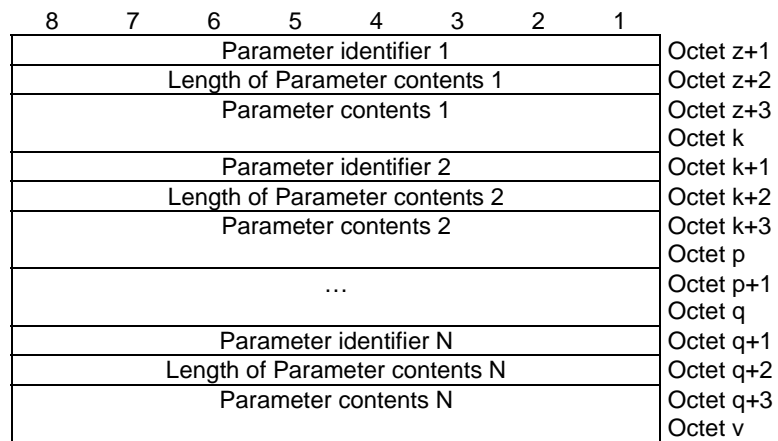 8 7 6 5 4 3 2 1
Parameter identifier 1 Octet z+1
Length of Parameter contents 1 Octet z+2
Parameter contents 1 Octet z+3
Octet k
Parameter identifier 2 Octet k+1
Length of Parameter contents 2 Octet k+2
Parameter contents 2 Octet k+3
Octet p
… Octet p+1
Octet q
Parameter identifier N Octet q+1
Length of Parameter contents N Octet q+2
Parameter contents N Octet q+3
Octet v